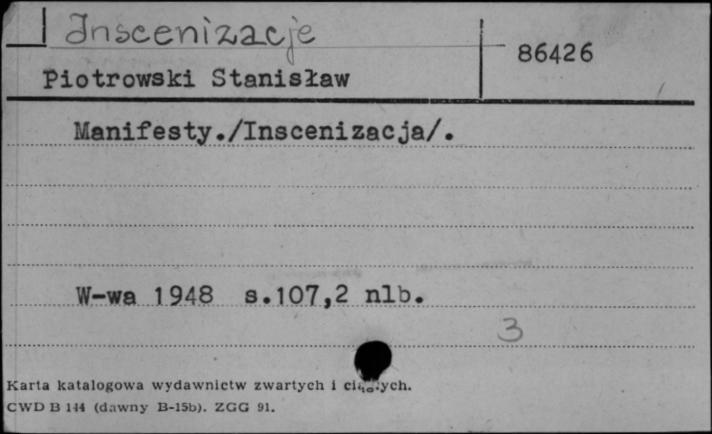 Inscenizacje
86426
Piotrowski Stanisław
Manifesty./Inscenizacja/.
W-wa 1948 s.107,2 nlb.
3
Karta katalogowa wydawnictw zwartych i ciągłych.
CWD B 144 (dawny B-15b). ZGG 91.